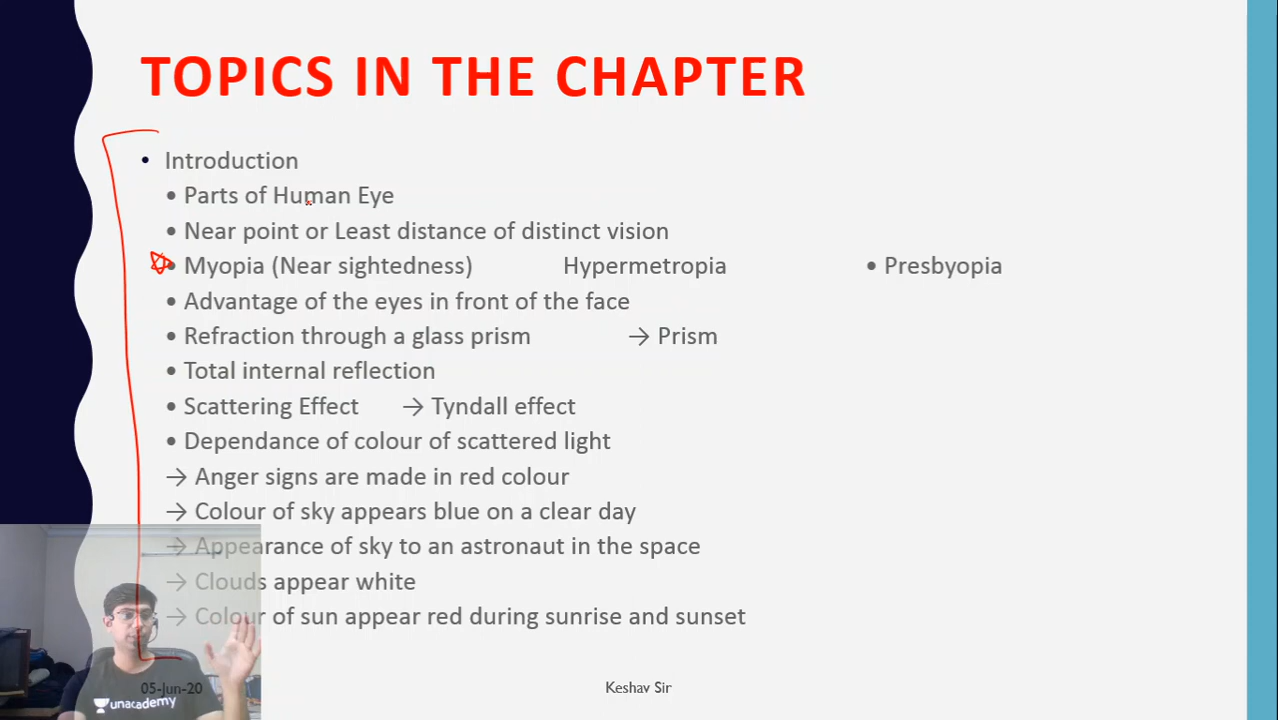 TOPICS IN THE CHAPTER
• Introduction
• Parts of Human Eye
• Near point or Least distance of distinct vision
• Myopia (Near sightedness) Hypermetropia • Presbyopia
• Advantage of the eyes in front of the face
• Refraction through a glass prism → Prism
• Total internal reflection
• Scattering Effect → Tyndall effect
• Dependance of colour of scattered light
→ Anger signs are made in red colour
→ Colour of sky appears blue on a clear day
→ Appearance of sky to an astronaut in the space
→ Clouds appear white
→ Colour of sun appear red during sunrise and sunset
05-Jun-20 Keshav Sir
unacademy